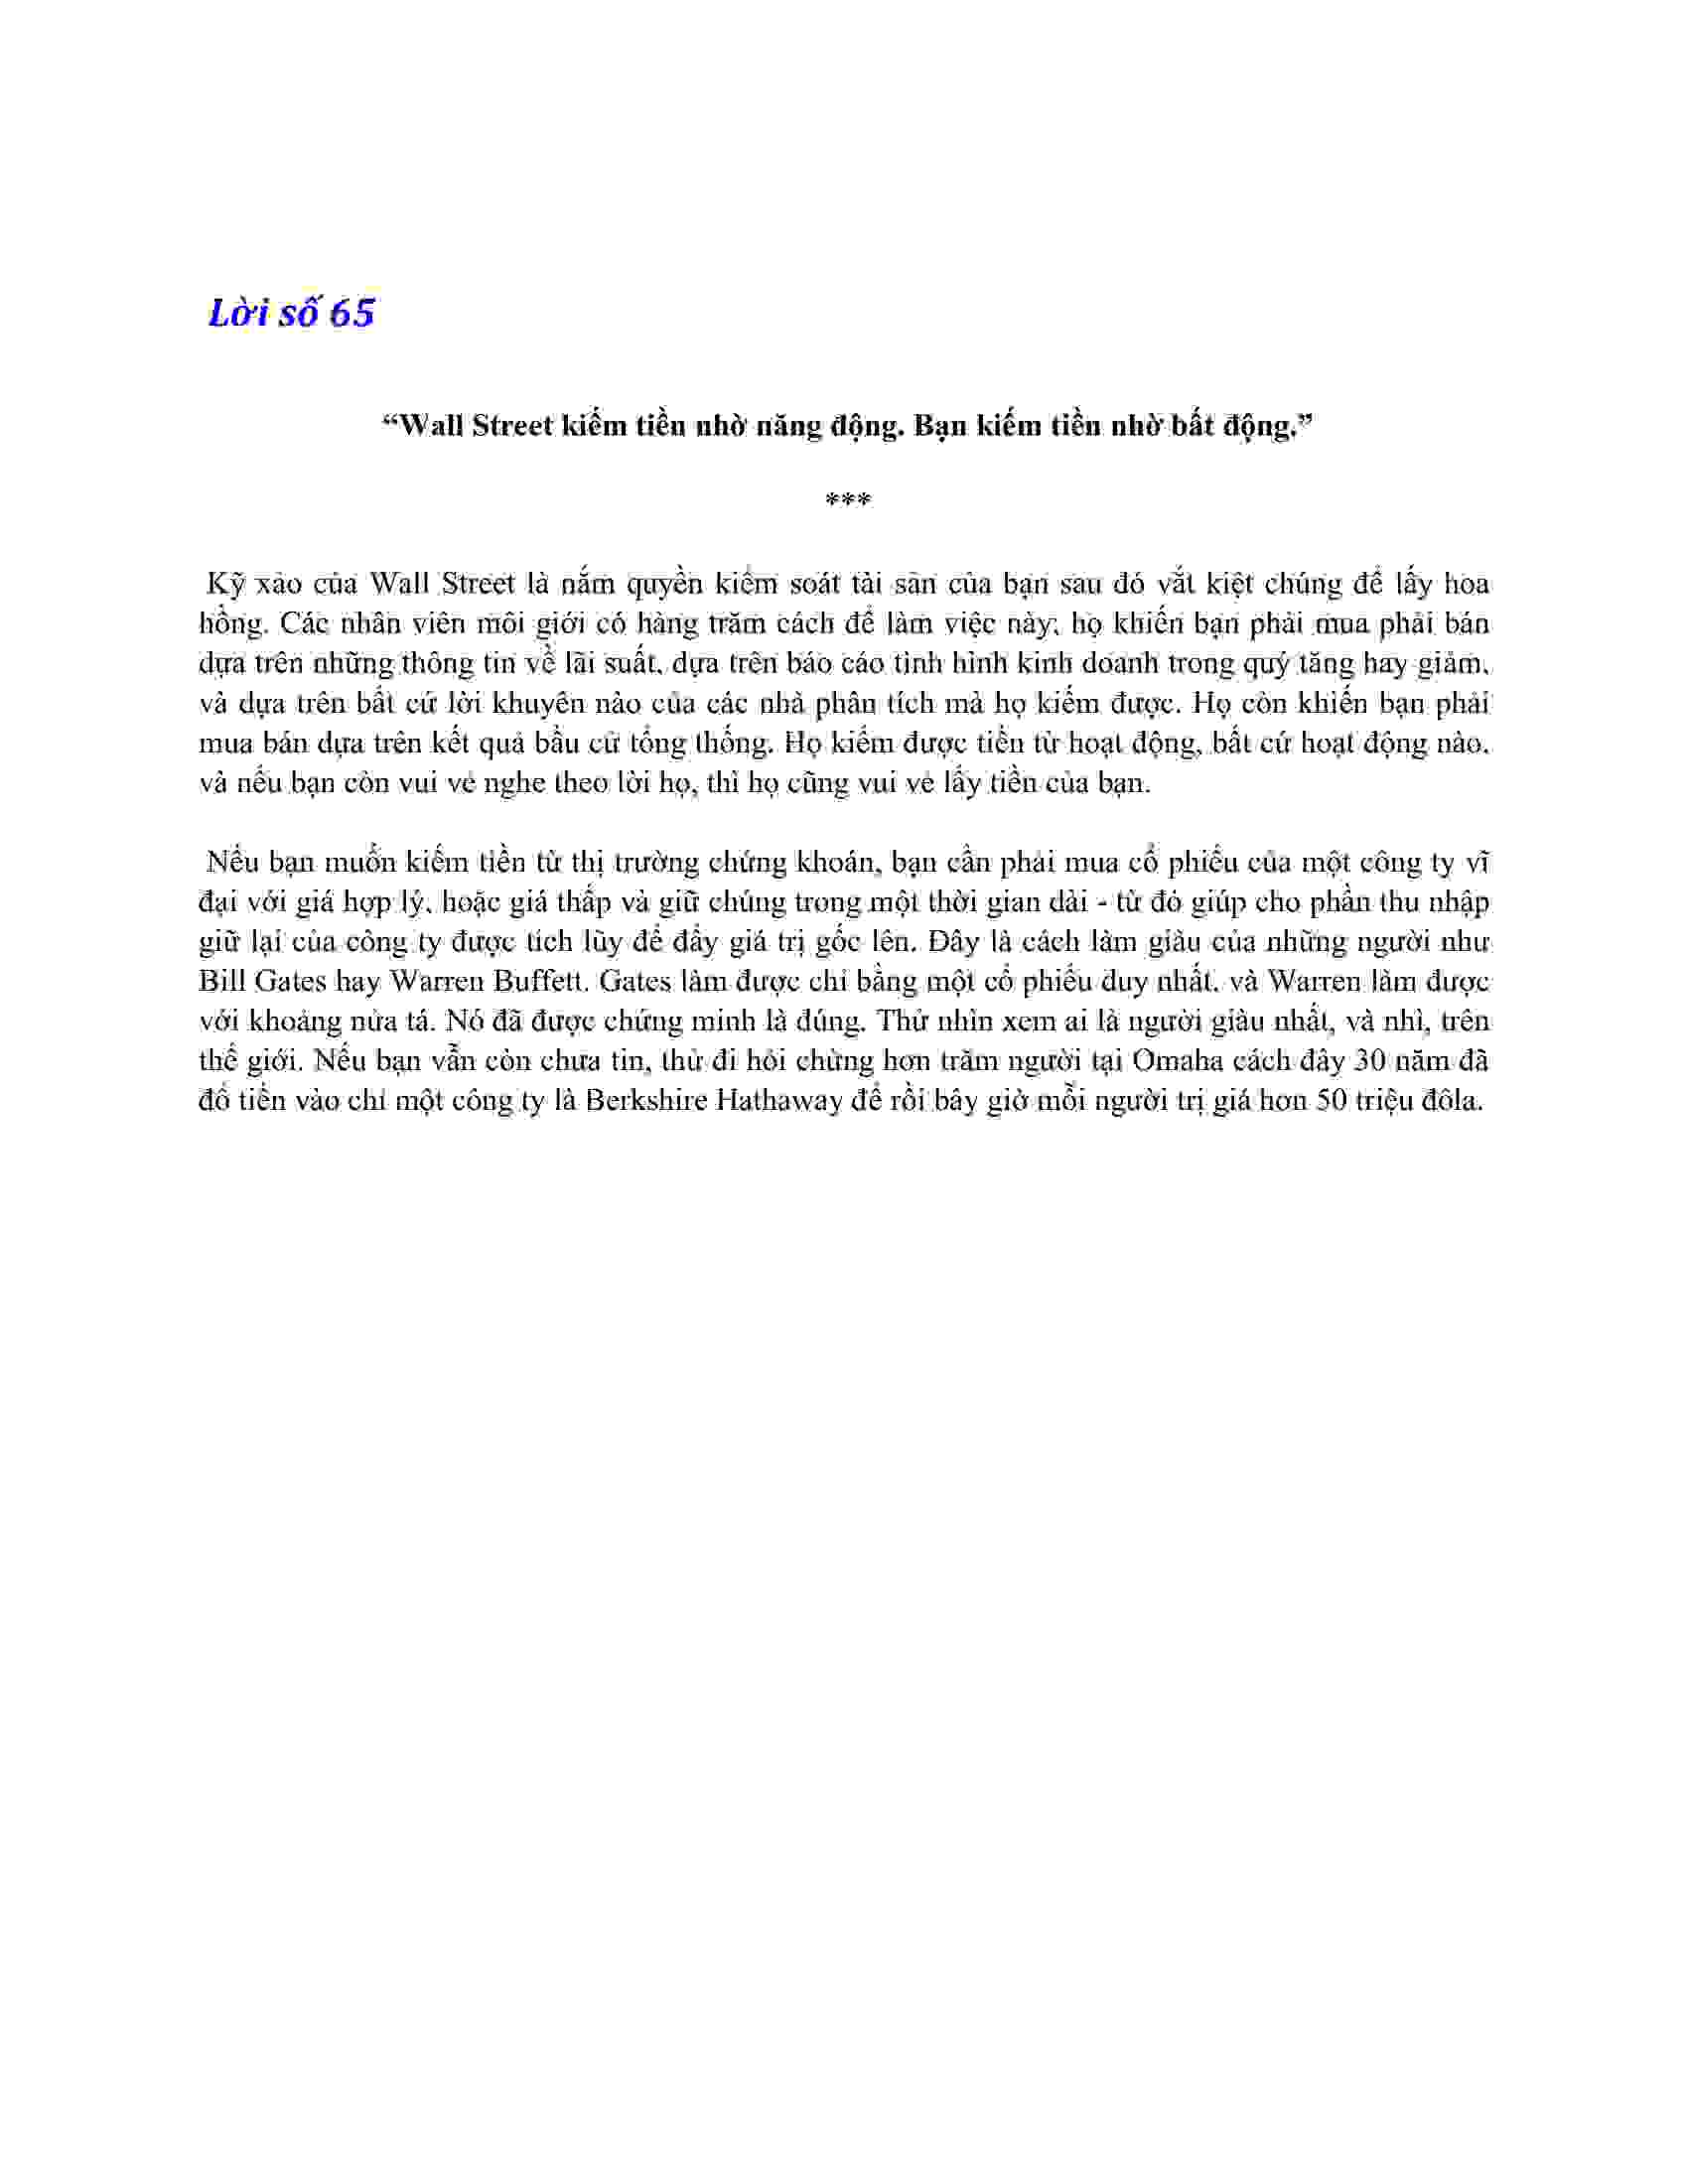 Lời số 65
“Wall Street kiếm tiền nhờ năng động. Bạn kiếm tiền nhờ bất động.”
***
Kỹ xảo của Wall Street là nắm quyền kiểm soát tài sản của bạn sau đó vắt kiệt chúng để lấy hoa
hồng. Các nhân viên môi giới có hàng trăm cách để làm việc này, họ khiến bạn phải mua phải bán
dựa trên những thông tin về lãi suất, dựa trên báo cáo tình hình kinh doanh trong quý tăng hay giảm,
và dựa trên bất cứ lời khuyên nào của các nhà phân tích mà họ kiếm được. Họ còn khiến bạn phải
mua bán dựa trên kết quả bầu cử tổng thống. Họ kiếm được tiền từ hoạt động, bất cứ hoạt động nào,
và nếu bạn còn vui vẻ nghe theo lời họ, thì họ cũng vui vẻ lấy tiền của bạn.
Nếu bạn muốn kiếm tiền từ thị trường chứng khoán, bạn cần phải mua cổ phiếu của một công ty vĩ
đại với giá hợp lý, hoặc giá thấp và giữ chúng trong một thời gian dài - từ đó giúp cho phần thu nhập
giữ lại của công ty được tích lũy để đẩy giá trị gốc lên. Đây là cách làm giàu của những người như
Bill Gates hay Warren Buffett. Gates làm được chỉ bằng một cổ phiếu duy nhất, và Warren làm được
với khoảng nửa tá. Nó đã được chứng minh là đúng. Thử nhìn xem ai là người giàu nhất, và nhì, trên
thế giới. Nếu bạn vẫn còn chưa tin, thử đi hỏi chừng hơn trăm người tại Omaha cách đây 30 năm đã
đổ tiền vào chỉ một công ty là Berkshire Hathaway để rồi bây giờ mỗi người trị giá hơn 50 triệu đôla.